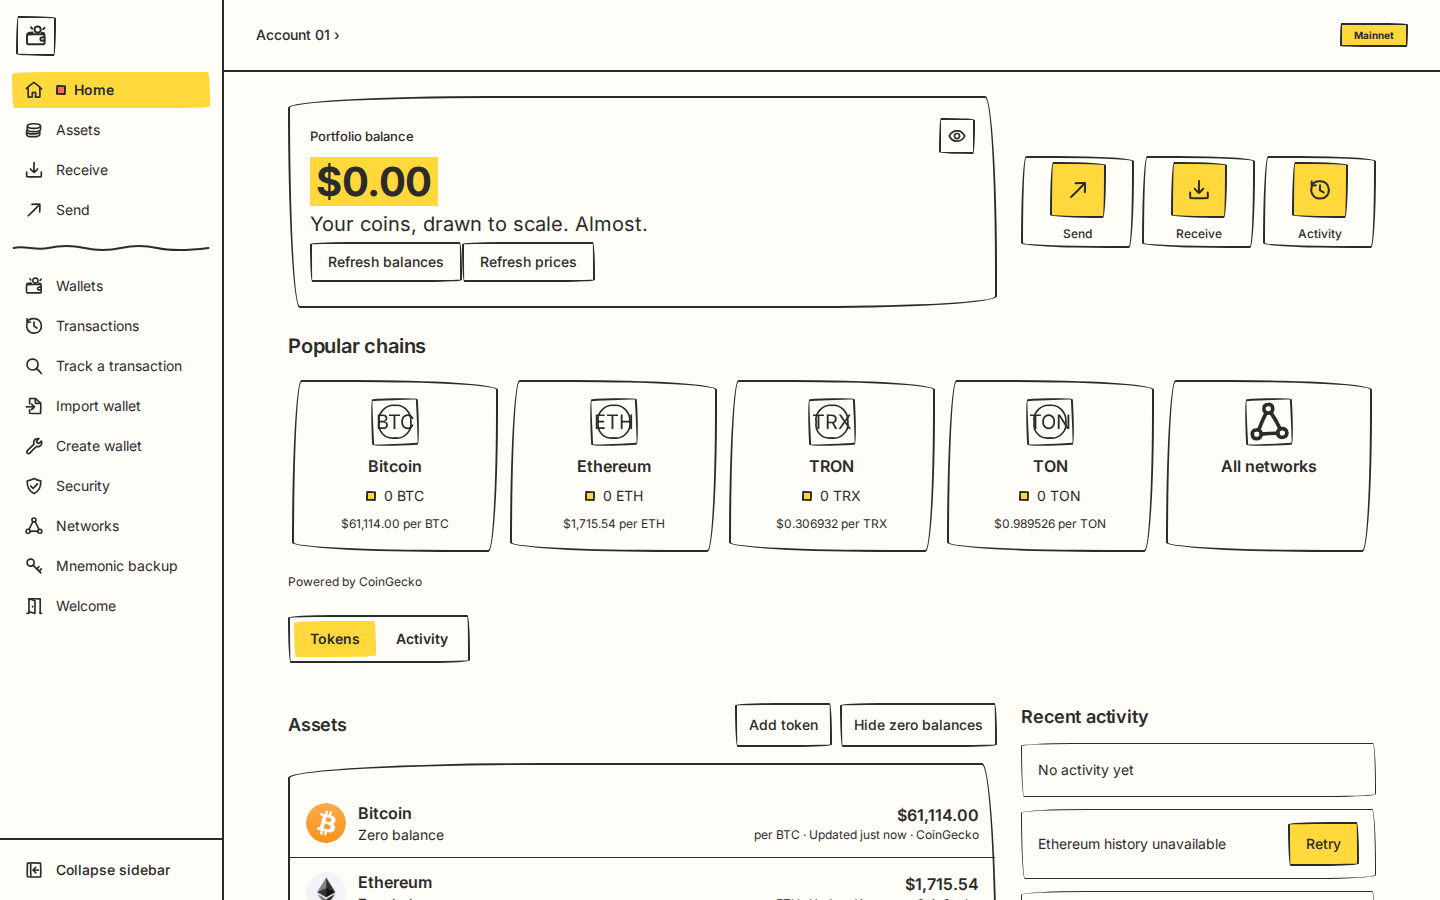 Account 01 ›
Mainnet
Home
Assets
Receive
Send
Wallets
Transactions
Track a transaction
Import wallet
Create wallet
Security
Networks
Mnemonic backup
Welcome
Collapse sidebar
Portfolio balance
$0.00
Your coins, drawn to scale. Almost.
Refresh balances
Refresh prices
Send
Receive
Activity
Popular chains
BTC
Bitcoin
0 BTC
$61,114.00 per BTC
ETH
Ethereum
0 ETH
$1,715.54 per ETH
TRX
TRON
0 TRX
$0.306932 per TRX
TON
TON
0 TON
$0.989526 per TON
All networks
Powered by CoinGecko
Tokens
Activity
Assets
Add token
Hide zero balances
Bitcoin
Zero balance
$61,114.00
per BTC · Updated just now · CoinGecko
Ethereum
$1,715.54
Recent activity
No activity yet
Ethereum history unavailable
Retry